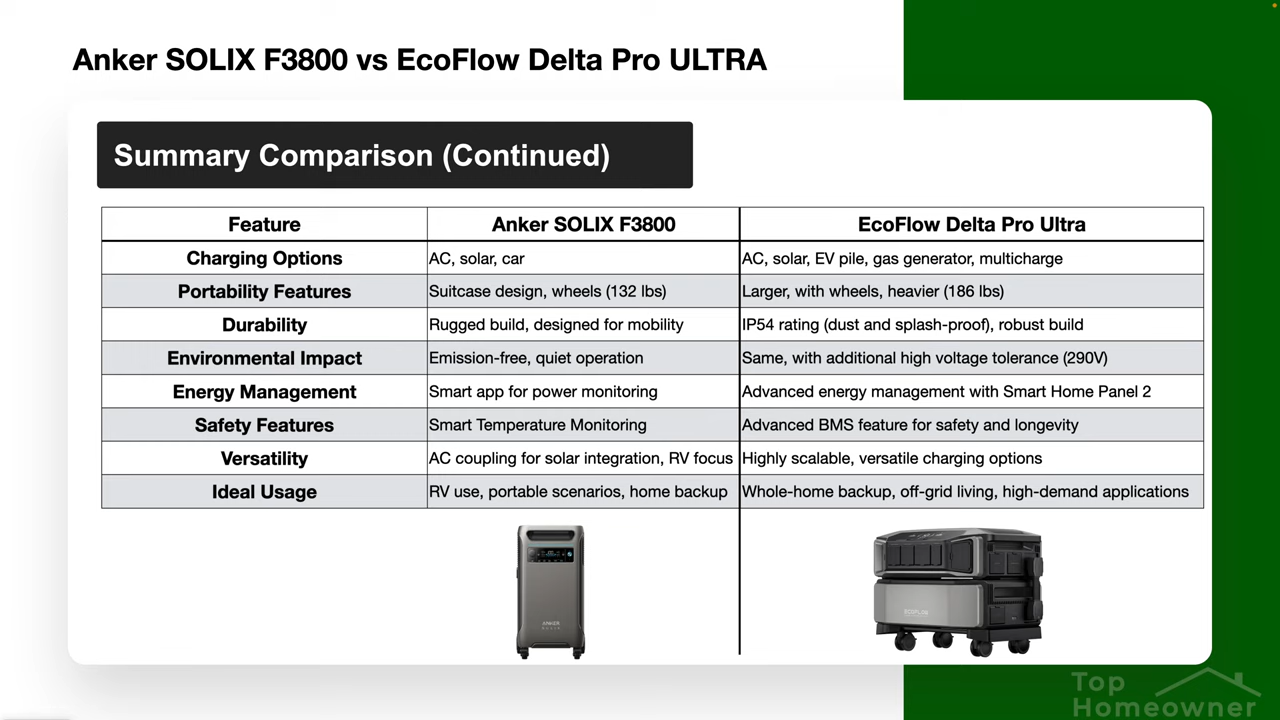 Anker SOLIX F3800 vs EcoFlow Delta Pro ULTRA
Summary Comparison (Continued)
Feature Anker SOLIX F3800 EcoFlow Delta Pro Ultra
Charging Options AC, solar, car AC, solar, EV pile, gas generator, multicharge
Portability Features Suitcase design, wheels (132 lbs) Larger, with wheels, heavier (186 lbs)
Durability Rugged build, designed for mobility IP54 rating (dust and splash-proof), robust build
Environmental Impact Emission-free, quiet operation Same, with additional high voltage tolerance (290V)
Energy Management Smart app for power monitoring Advanced energy management with Smart Home Panel 2
Safety Features Smart Temperature Monitoring Advanced BMS feature for safety and longevity
Versatility AC coupling for solar integration, RV focus Highly scalable, versatile charging options
Ideal Usage RV use, portable scenarios, home backup Whole-home backup, off-grid living, high-demand applications
ANKER
ECOFLOW
Top
Homeowner